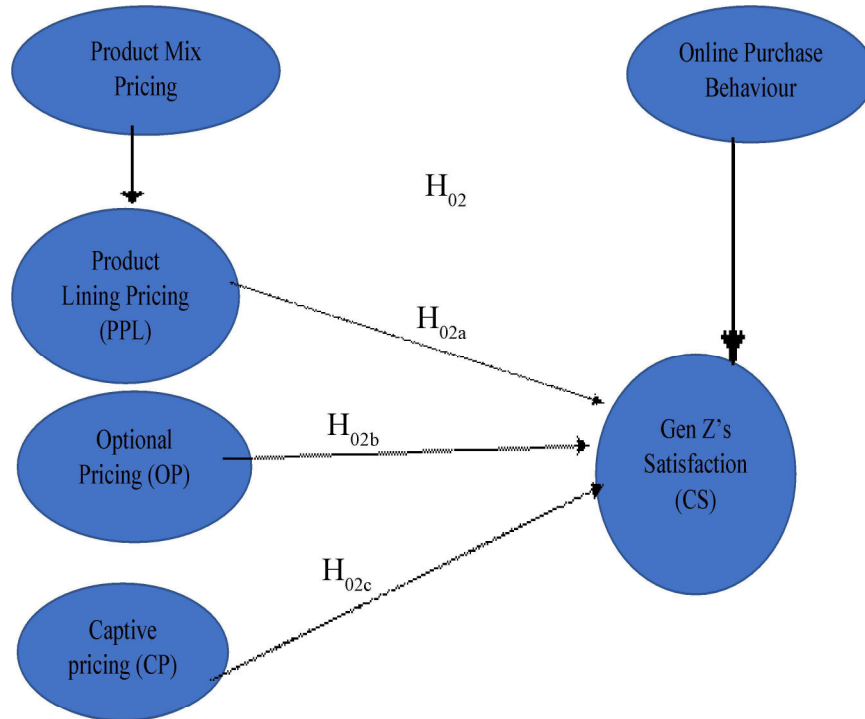 Product Mix
Pricing
Online Purchase
Behaviour
H02
Product
Lining Pricing
(PPL)
H02a
Optional
Pricing (OP)
H02b
Gen Z's
Satisfaction
(CS)
H02c
Captive
pricing (CP)